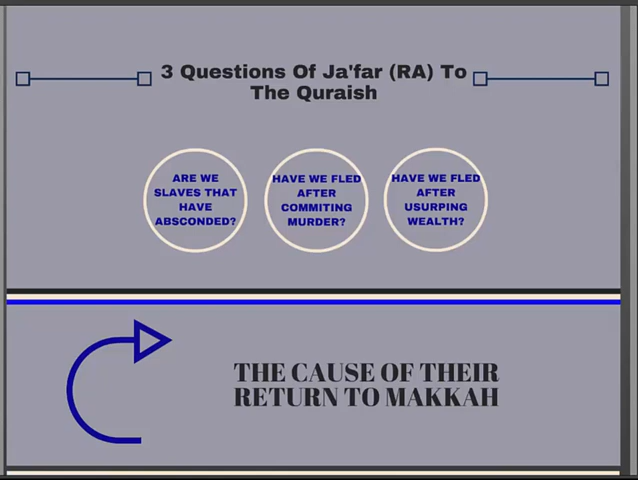 3 Questions Of Ja'far (RA) To
The Quraish
ARE WE
SLAVES THAT
HAVE
ABSCONDED?
HAVE WE FLED
AFTER
COMMITING
MURDER?
HAVE WE FLED
AFTER
USURPING
WEALTH?
THE CAUSE OF THEIR
RETURN TO MAKKAH